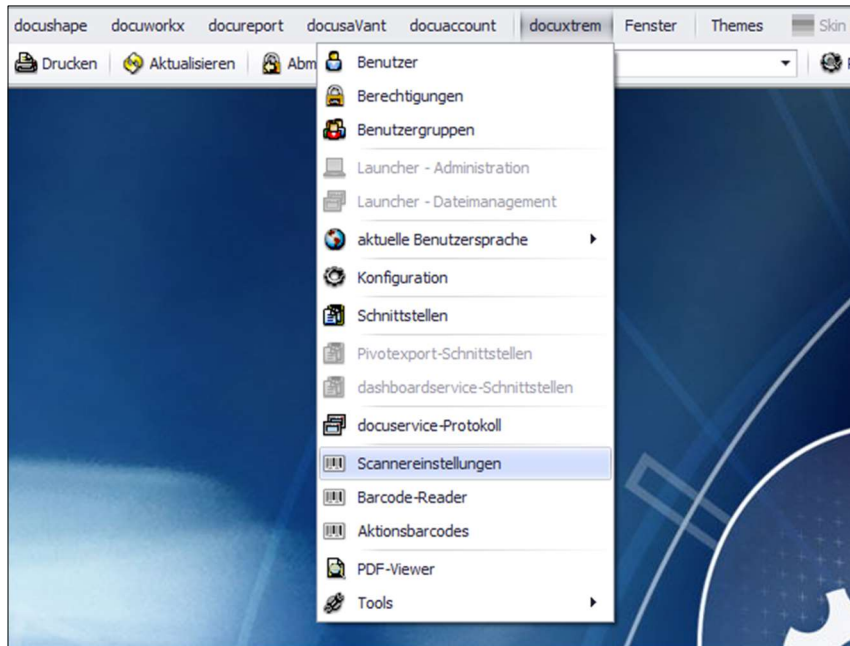 docushape docuworkx docureport docusaVant docuaccount docuxtrem Fenster Themes Skin
Drucken Aktualisieren Abm
Benutzer
Berechtigungen
Benutzergruppen
Launcher - Administration
Launcher - Dateimanagement
aktuelle Benutzersprache
Konfiguration
Schnittstellen
Pivotexport-Schnittstellen
dashboardservice-Schnittstellen
docuservice-Protokoll
Scannereinstellungen
Barcode-Reader
Aktionsbarcodes
PDF-Viewer
Tools